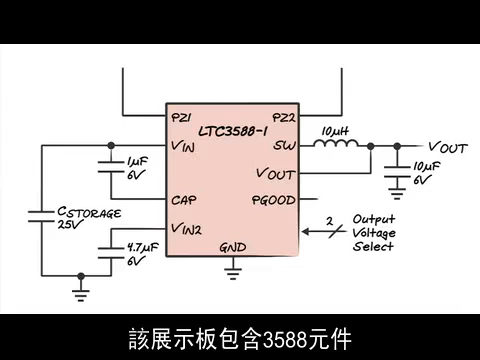 PZ1
PZ2
LTC3588-1
VIN
SW
10µH
VOUT
1µF
6V
VOUT
10µF
6V
CAP
PGOOD
CSTORAGE
25V
VIN2
2
Output
Voltage
Select
4.7µF
6V
GND
該展示板包含3588元件